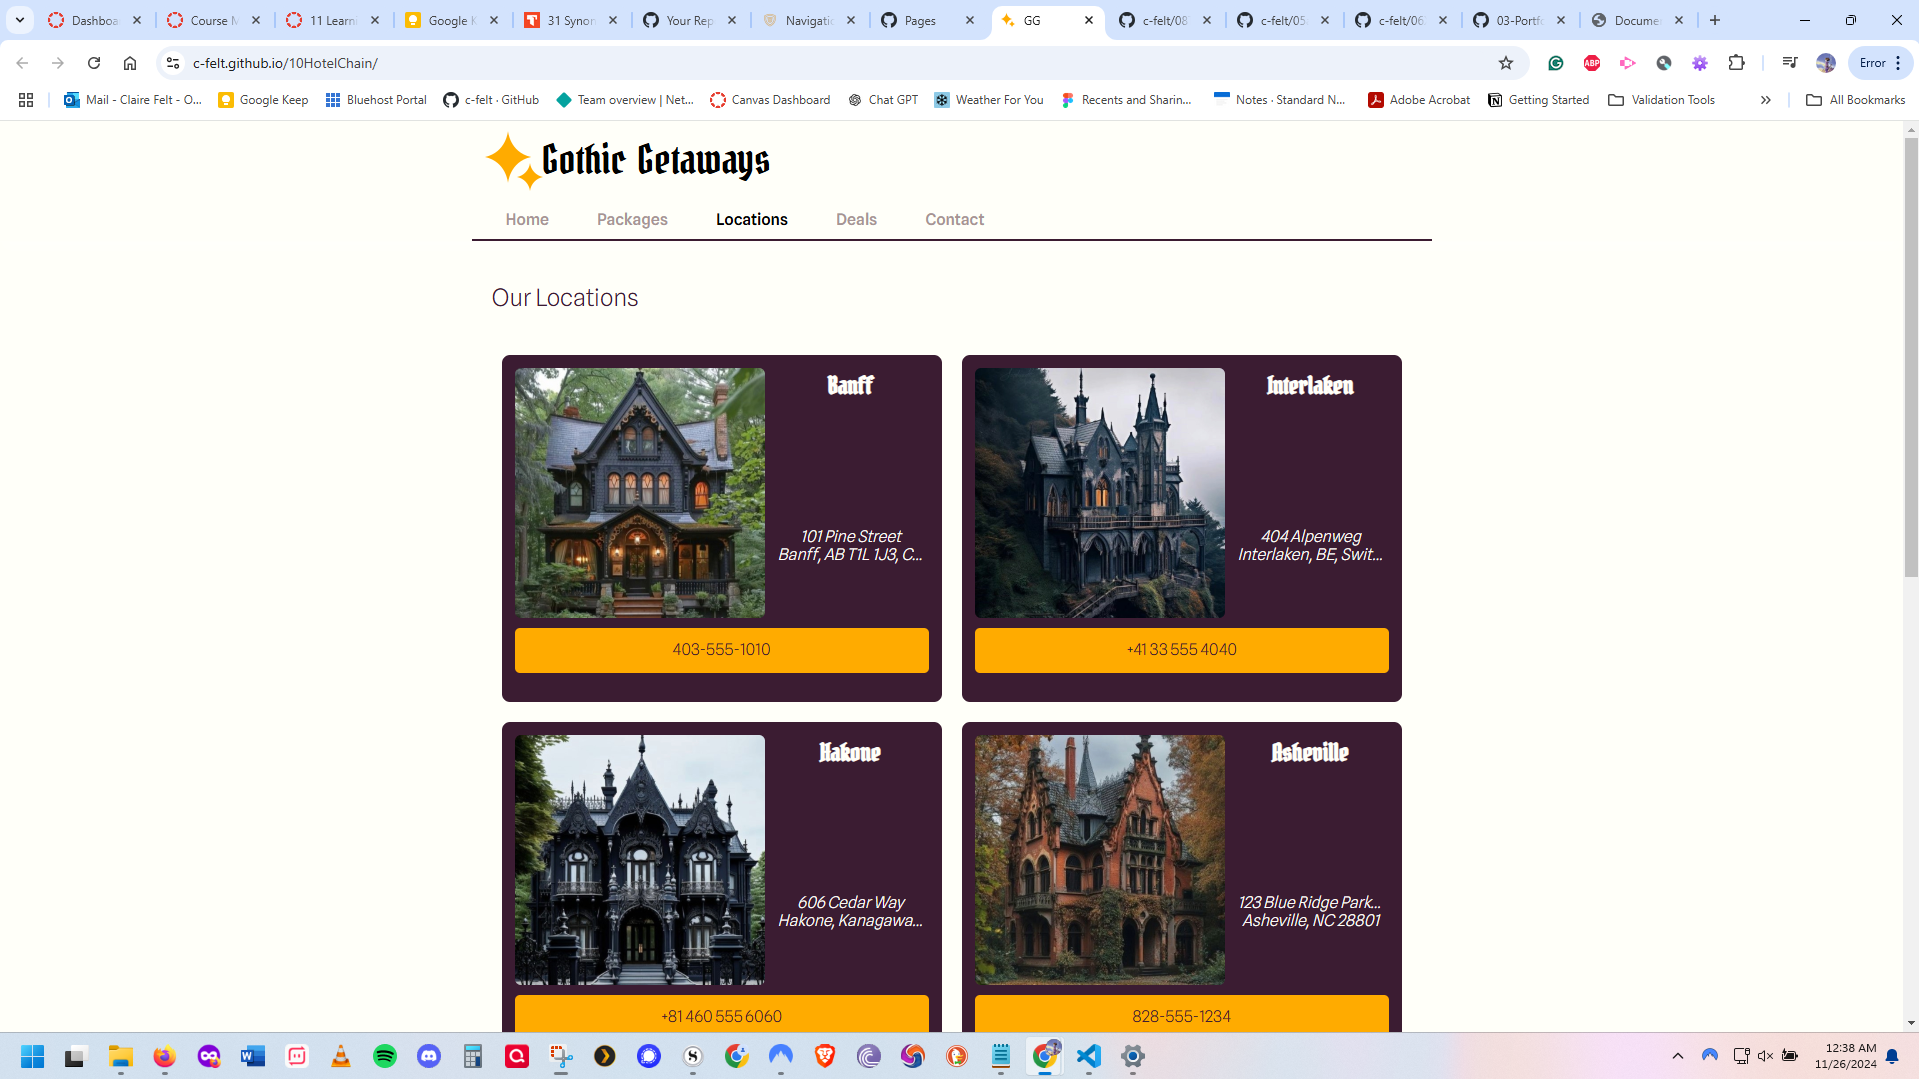 Dashboa
Course M
11 Learni
Google K
31 Synon
Your Rep
Navigatio
Pages
GG
c-felt/08
c-felt/05
c-felt/06
03-Portfo
Documen
c-felt.github.io/10HotelChain/
ABP
Error
Mail - Claire Felt - O...
Google Keep
Bluehost Portal
c-felt · GitHub
Team overview | Net...
Canvas Dashboard
Chat GPT
Weather For You
Recents and Sharin...
Notes · Standard N...
Adobe Acrobat
Getting Started
Validation Tools
All Bookmarks
Gothic Getaways
Home
Packages
Locations
Deals
Contact
Our Locations
Banff
101 Pine Street
Banff, AB T1L 1J3, C...
403-555-1010
Interlaken
404 Alpenweg
Interlaken, BE, Swit...
+41 33 555 4040
Hakone
606 Cedar Way
Hakone, Kanagawa...
+81 460 555 6060
Asheville
123 Blue Ridge Park...
Asheville, NC 28801
828-555-1234
12:38 AM
11/26/2024